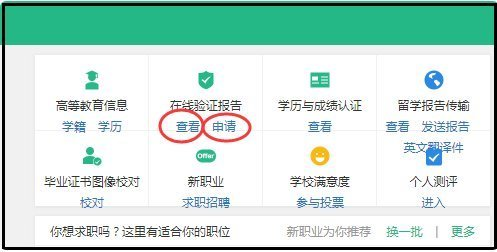 高等教育信息 在线验证报告 学历与成绩认证 留学报告传输
学籍 学历 查看 申请 查看 查看 发送报告
英文翻译件
Offer
毕业证书图像校对 新职业 学校满意度 个人测评
校对 求职招聘 参与投票 进入
你想求职吗？这里有适合你的职位 新职业为你推荐 换一批 | 更多